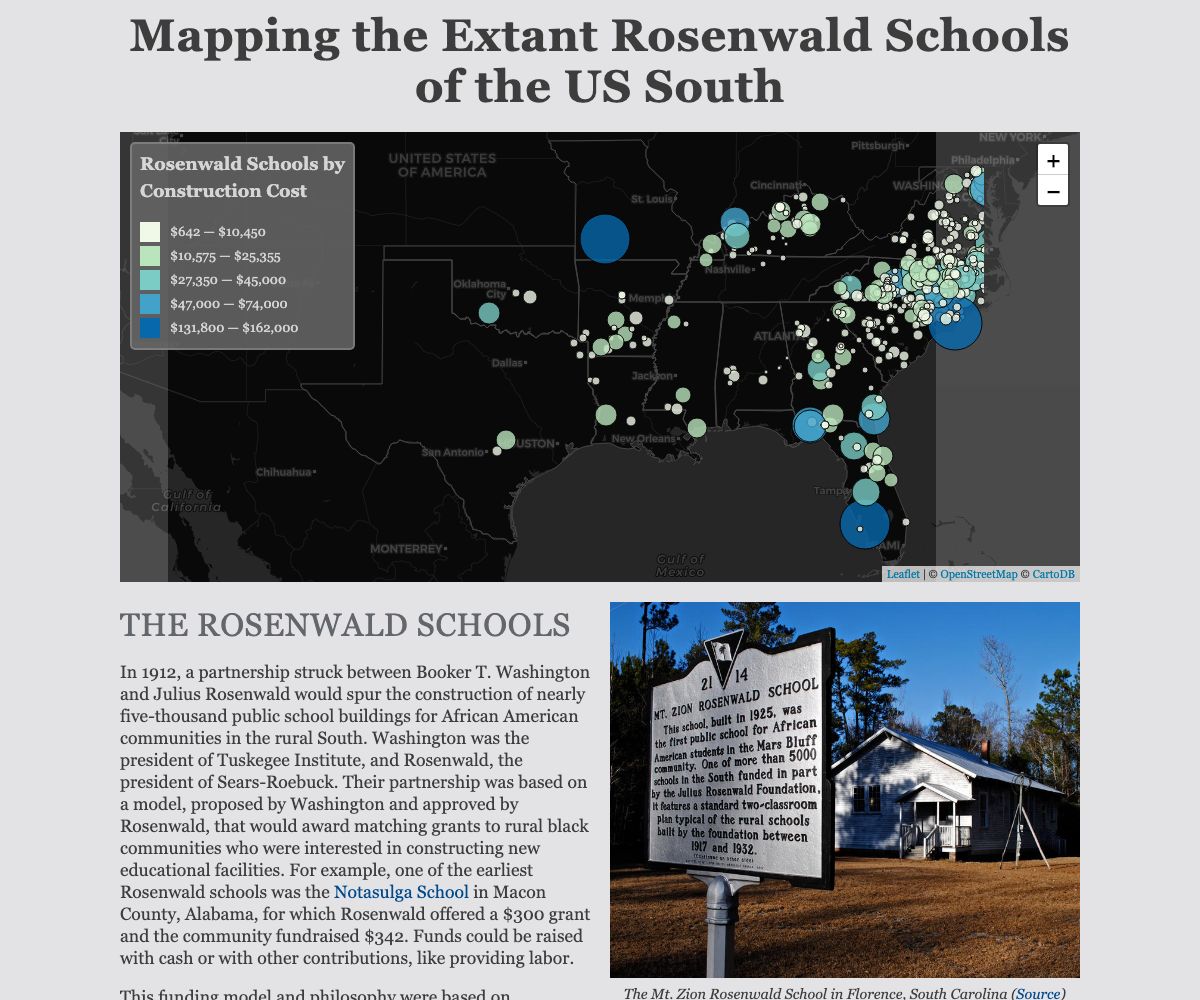 Mapping the Extant Rosenwald Schools
of the US South
Rosenwald Schools by
Construction Cost
$642 — $10,450
$10,575 — $25,355
$27,350 — $45,000
$47,000 — $74,000
$131,800 — $162,000
UNITED STATES
OF AMERICA
St. Louis
Cincinnati
Pittsburgh
NEW YORK
Philadelphia
+
−
Nashville
Oklahoma
City
Memphi
ATLAN
Dallas
Jackson
New Orleans
USTON
San Antonio
Chihuahua
Gulf of
California
Tampa
MONTERREY
Gulf of
Mexico
AMI
Leaflet | © OpenStreetMap © CartoDB
THE ROSENWALD SCHOOLS
In 1912, a partnership struck between Booker T. Washington
and Julius Rosenwald would spur the construction of nearly
five-thousand public school buildings for African American
communities in the rural South. Washington was the
president of Tuskegee Institute, and Rosenwald, the
president of Sears-Roebuck. Their partnership was based on
a model, proposed by Washington and approved by
Rosenwald, that would award matching grants to rural black
communities who were interested in constructing new
educational facilities. For example, one of the earliest
Rosenwald schools was the Notasulga School in Macon
County, Alabama, for which Rosenwald offered a $300 grant
and the community fundraised $342. Funds could be raised
with cash or with other contributions, like providing labor.
This funding model and philosophy were based on
21 14
MT. ZION ROSENWALD SCHOOL
This school, built in 1925, was
the first public school for African
American students in the Mars Bluff
community. One of more than 5000
schools in the South funded in part
by the Julius Rosenwald Foundation,
it features a standard two-classroom
plan typical of the rural schools
built by the foundation between
1917 and 1932.
The Mt. Zion Rosenwald School in Florence, South Carolina (Source)